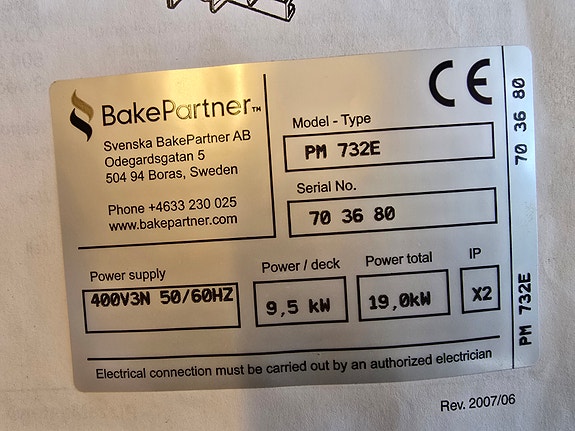 BakePartner™
Svenska BakePartner AB
Odegardsgatan 5
504 94 Boras, Sweden
Phone +4633 230 025
www.bakepartner.com
CE
Model - Type
PM 732E
Serial No.
70 36 80
Power supply
400V3N 50/60HZ
Power / deck
9,5 kW
Power total
19,0kW
IP
X2
Electrical connection must be carried out by an authorized electrician
70 36 80
PM 732E
Rev. 2007/06